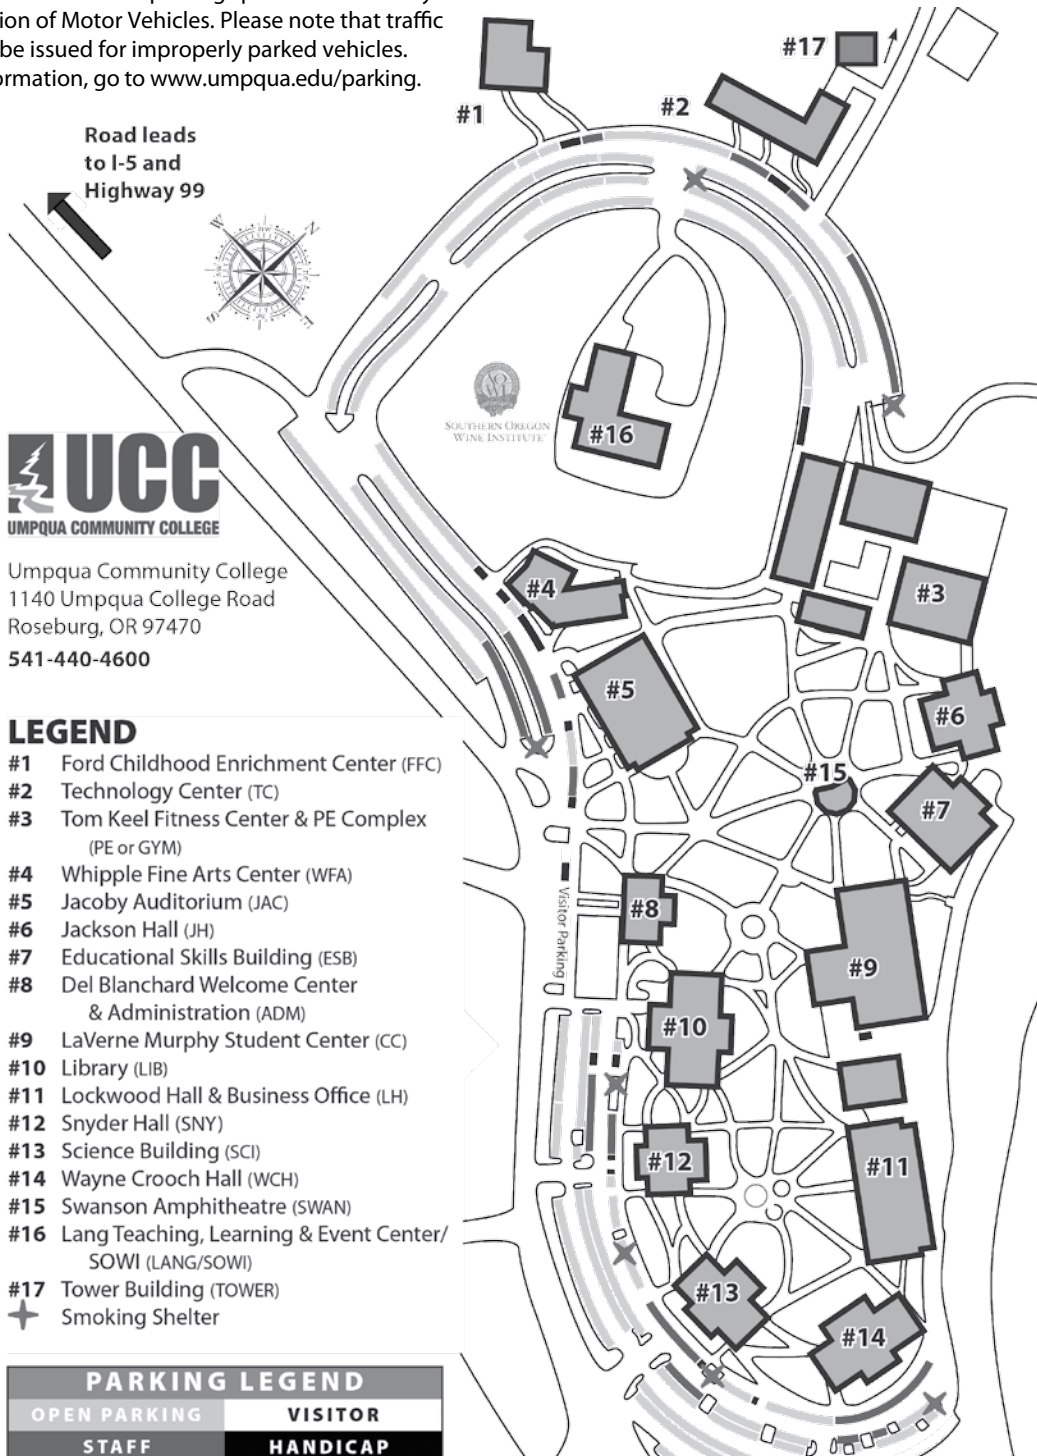 ion of Motor Vehicles. Please note that traffic
be issued for improperly parked vehicles.
ormation, go to www.umpqua.edu/parking.
#17
#1
#2
Road leads
to I-5 and
Highway 99
W
N
S
E
SOUTHERN OREGON
WINE INSTITUTE
#16
UCC
UMPQUA COMMUNITY COLLEGE
Umpqua Community College
1140 Umpqua College Road
Roseburg, OR 97470
541-440-4600
#4
#3
#5
#6
#15
#7
#8
Visitor Parking
#9
#10
#11
#12
#13
#14
LEGEND
#1 Ford Childhood Enrichment Center (FFC)
#2 Technology Center (TC)
#3 Tom Keel Fitness Center & PE Complex
(PE or GYM)
#4 Whipple Fine Arts Center (WFA)
#5 Jacoby Auditorium (JAC)
#6 Jackson Hall (JH)
#7 Educational Skills Building (ESB)
#8 Del Blanchard Welcome Center
& Administration (ADM)
#9 LaVerne Murphy Student Center (CC)
#10 Library (LIB)
#11 Lockwood Hall & Business Office (LH)
#12 Snyder Hall (SNY)
#13 Science Building (SCI)
#14 Wayne Crooch Hall (WCH)
#15 Swanson Amphitheatre (SWAN)
#16 Lang Teaching, Learning & Event Center/
SOWI (LANG/SOWI)
#17 Tower Building (TOWER)
Smoking Shelter
PARKING LEGEND
OPEN PARKING
VISITOR
STAFF
HANDICAP